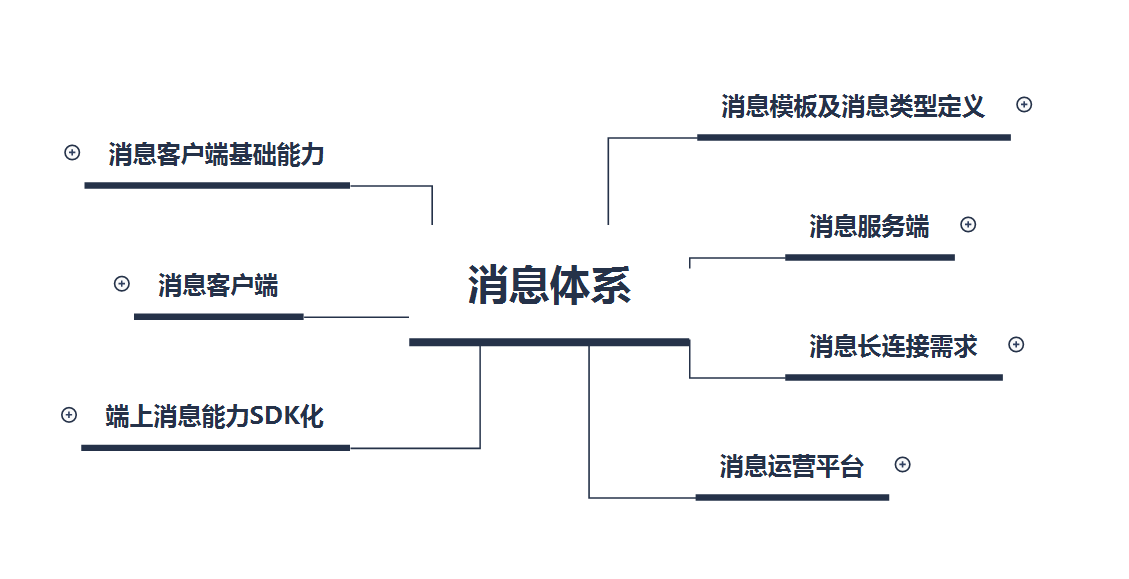 消息模板及消息类型定义
消息客户端基础能力
消息服务端
消息体系
消息客户端
消息长连接需求
端上消息能力SDK化
消息运营平台